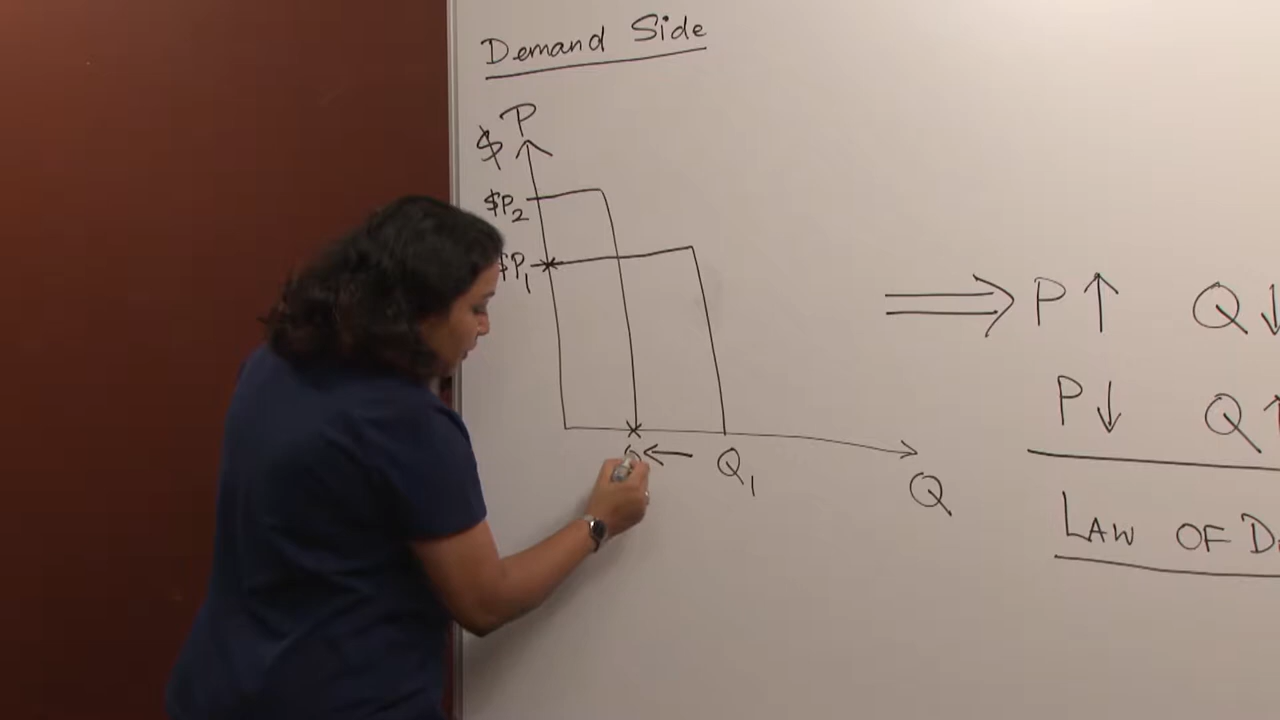 Demand Side
P
$
$P2
$P1
⇒ P ↑ Q ↓
P ↓ Q ↑
← Q1
Q
LAW OF